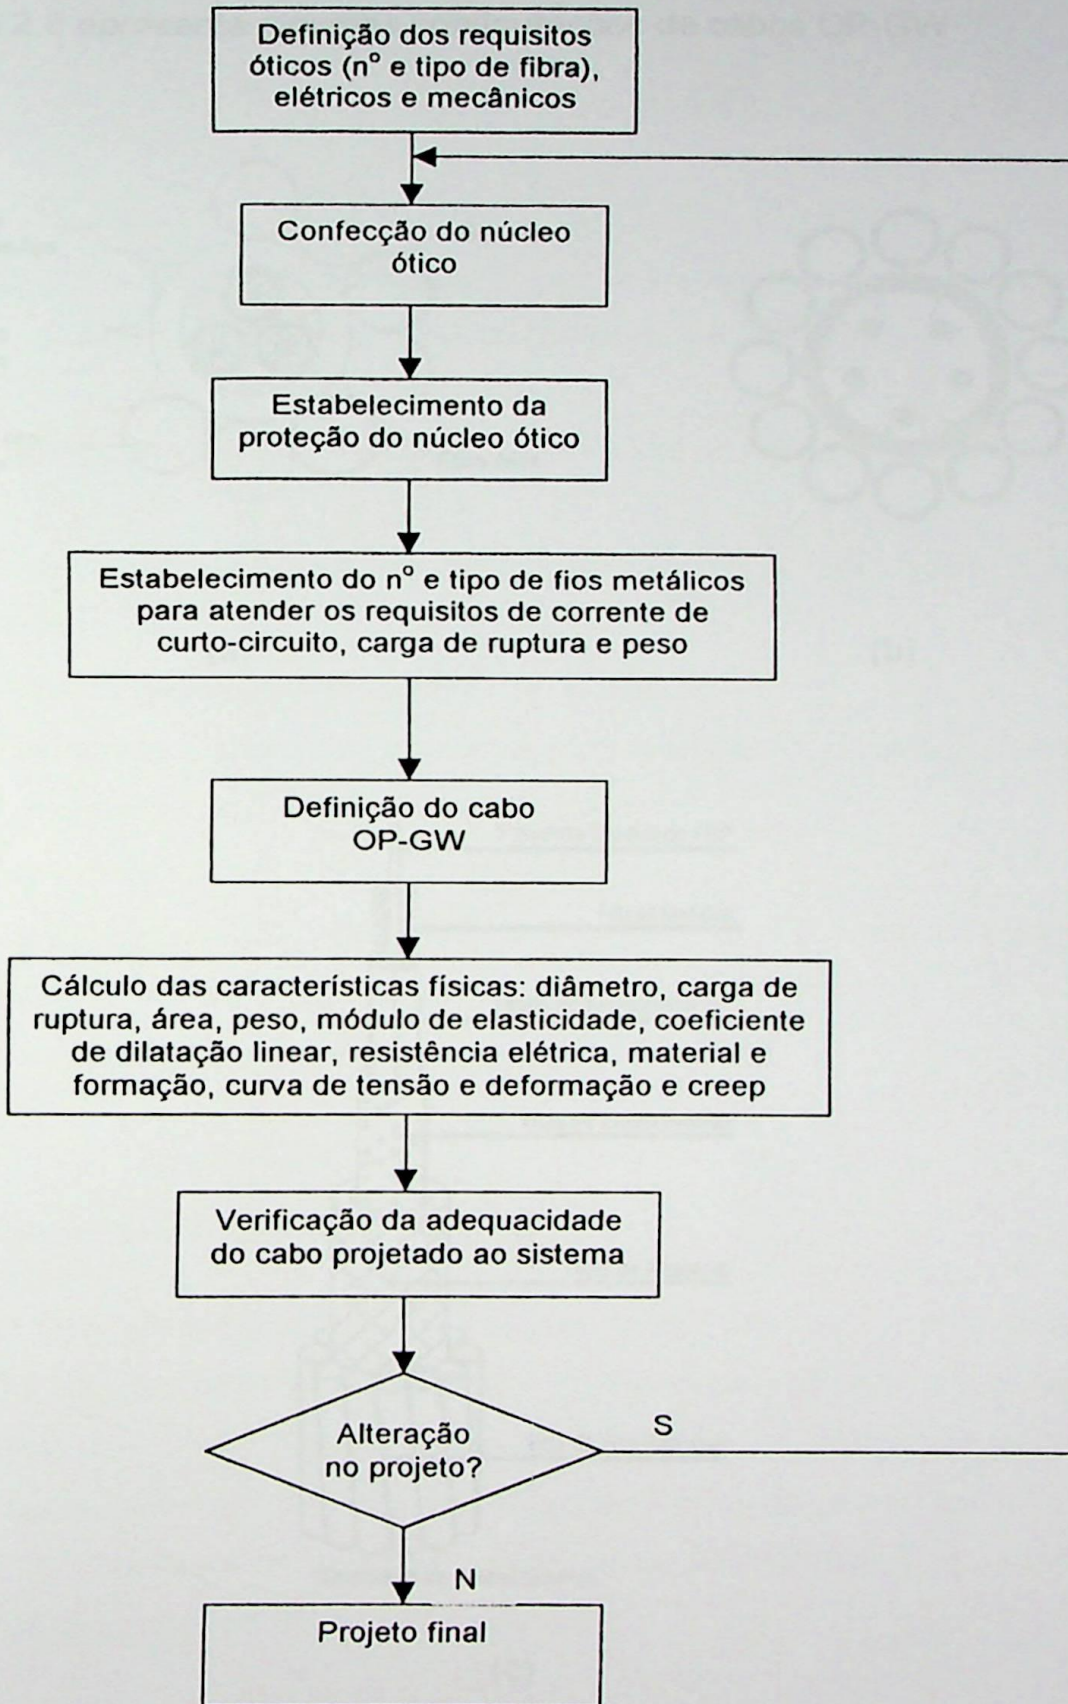 Definição dos requisitos
óticos (nº e tipo de fibra),
elétricos e mecânicos
Confecção do núcleo
ótico
Estabelecimento da
proteção do núcleo ótico
Estabelecimento do nº e tipo de fios metálicos
para atender os requisitos de corrente de
curto-circuito, carga de ruptura e peso
Definição do cabo
OP-GW
Cálculo das características físicas: diâmetro, carga de
ruptura, área, peso, módulo de elasticidade, coeficiente
de dilatação linear, resistência elétrica, material e
formação, curva de tensão e deformação e creep
Verificação da adequacidade
do cabo projetado ao sistema
Alteração
no projeto?
S
N
Projeto final